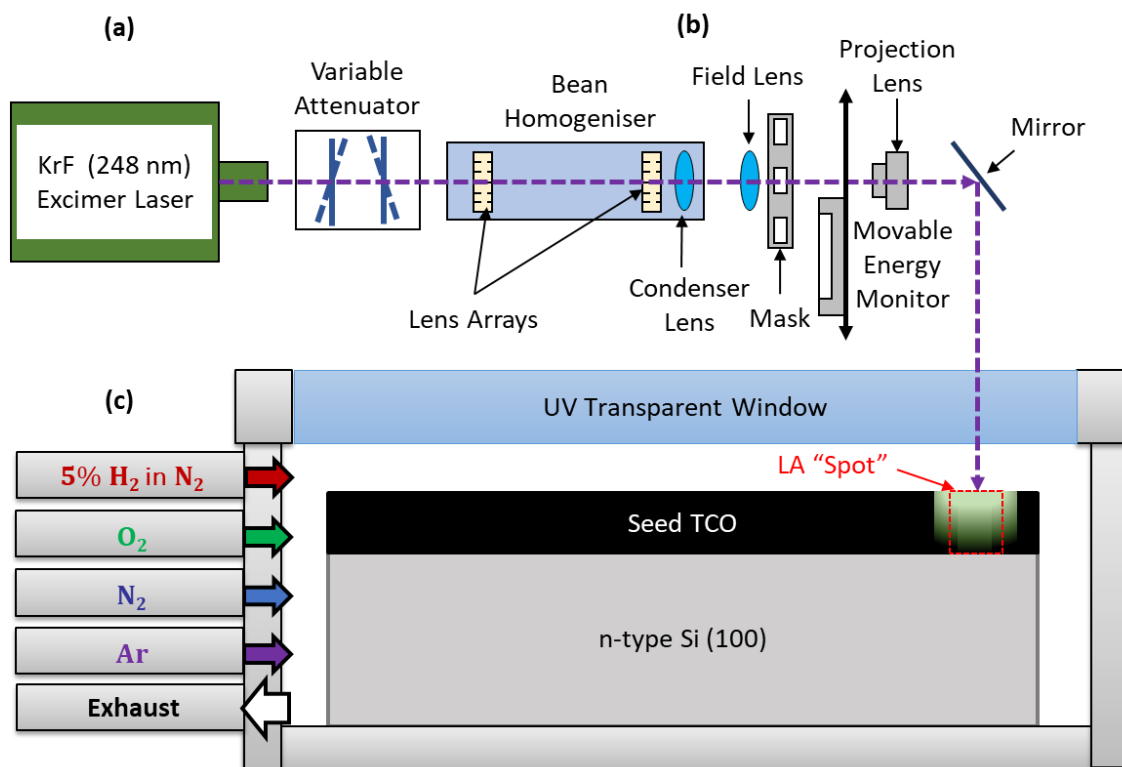 (a)
(b)
Variable
Attenuator
Bean
Homogeniser
Field Lens
Projection
Lens
Mirror
KrF (248 nm)
Excimer Laser
Lens Arrays
Condenser
Lens
Mask
Movable
Energy
Monitor
(c)
UV Transparent Window
5% H₂ in N₂
O₂
N₂
Ar
Exhaust
LA “Spot”
Seed TCO
n-type Si (100)